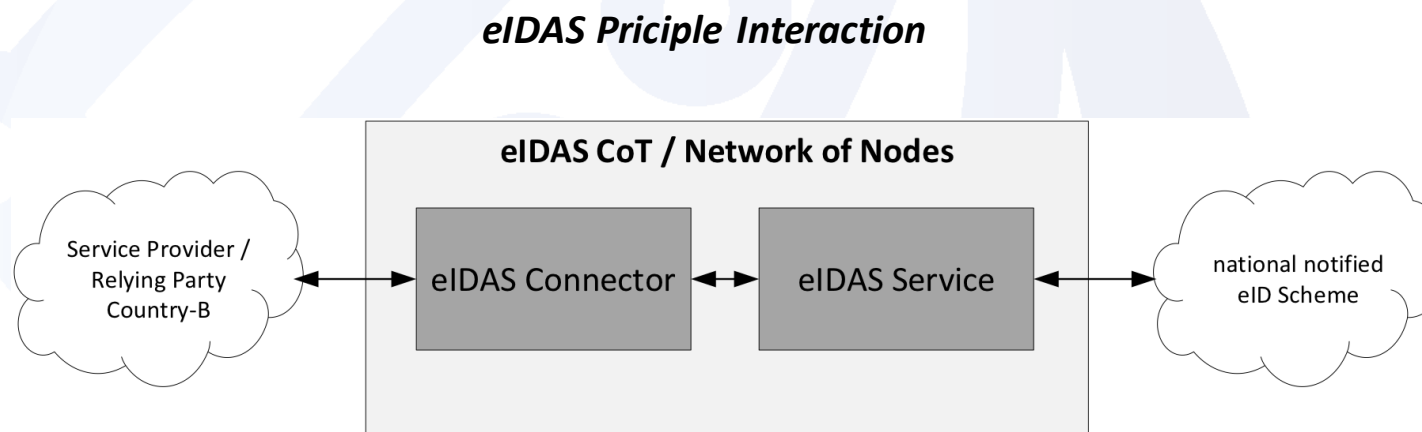 eIDAS Priciple Interaction
eIDAS CoT / Network of Nodes
Service Provider /
Relying Party
Country-B
eIDAS Connector
eIDAS Service
national notified
eID Scheme